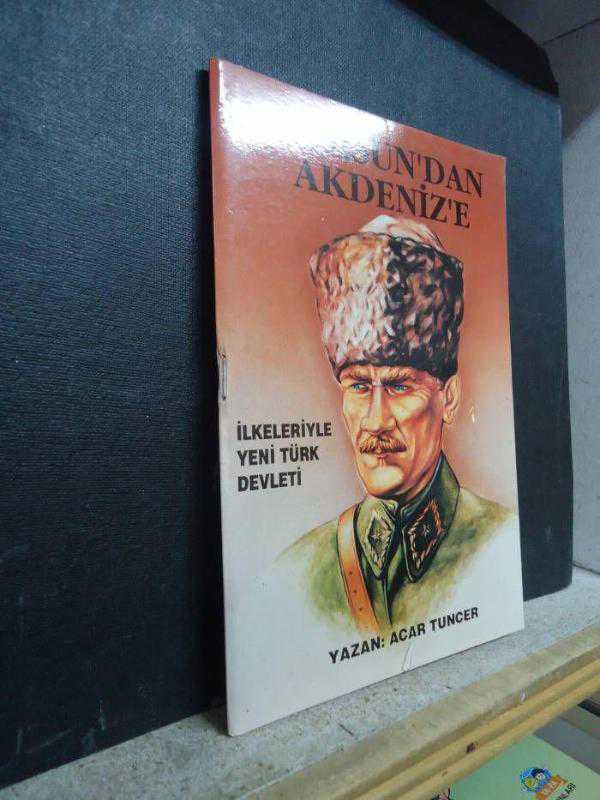 AKDENİZ'E
İLKELERİYLE
YENİ TÜRK
DEVLETİ
YAZAN: ACAR TUNCER